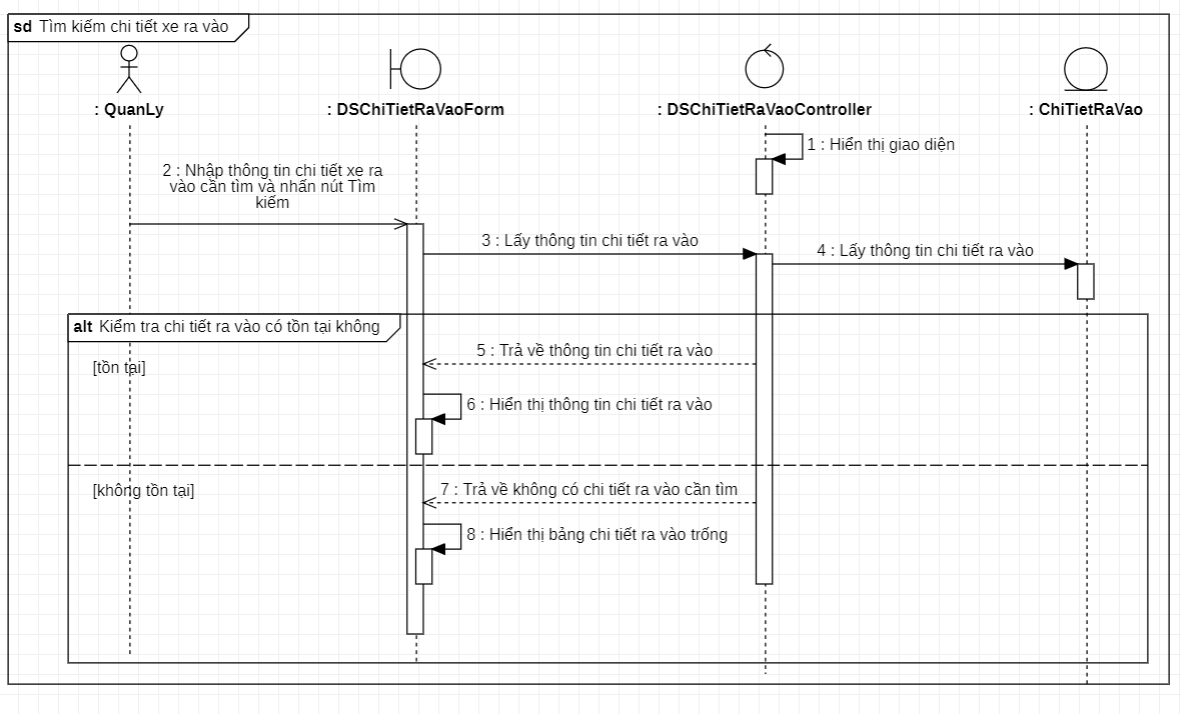 sd Tìm kiếm chi tiết xe ra vào
: QuanLy
: DSChiTietRaVaoForm
: DSChiTietRaVaoController
: ChiTietRaVao
1 : Hiển thị giao diện
2 : Nhập thông tin chi tiết xe ra
vào cần tìm và nhấn nút Tìm
kiếm
3 : Lấy thông tin chi tiết ra vào
4 : Lấy thông tin chi tiết ra vào
alt Kiểm tra chi tiết ra vào có tồn tại không
[tồn tại]
5 : Trả về thông tin chi tiết ra vào
6 : Hiển thị thông tin chi tiết ra vào
[không tồn tại]
7 : Trả về không có chi tiết ra vào cần tìm
8 : Hiển thị bảng chi tiết ra vào trống